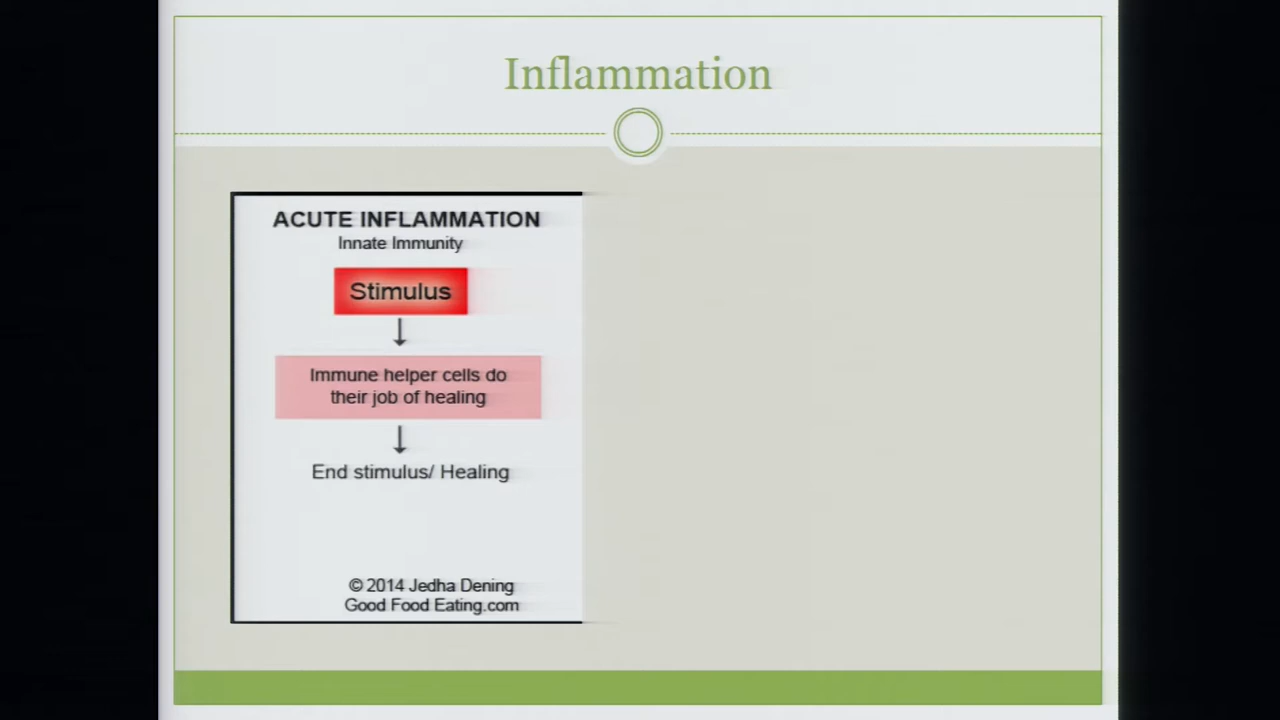 Inflammation
ACUTE INFLAMMATION
Innate Immunity
Stimulus
Immune helper cells do
their job of healing
End stimulus/ Healing
© 2014 Jedha Dening
Good Food Eating.com